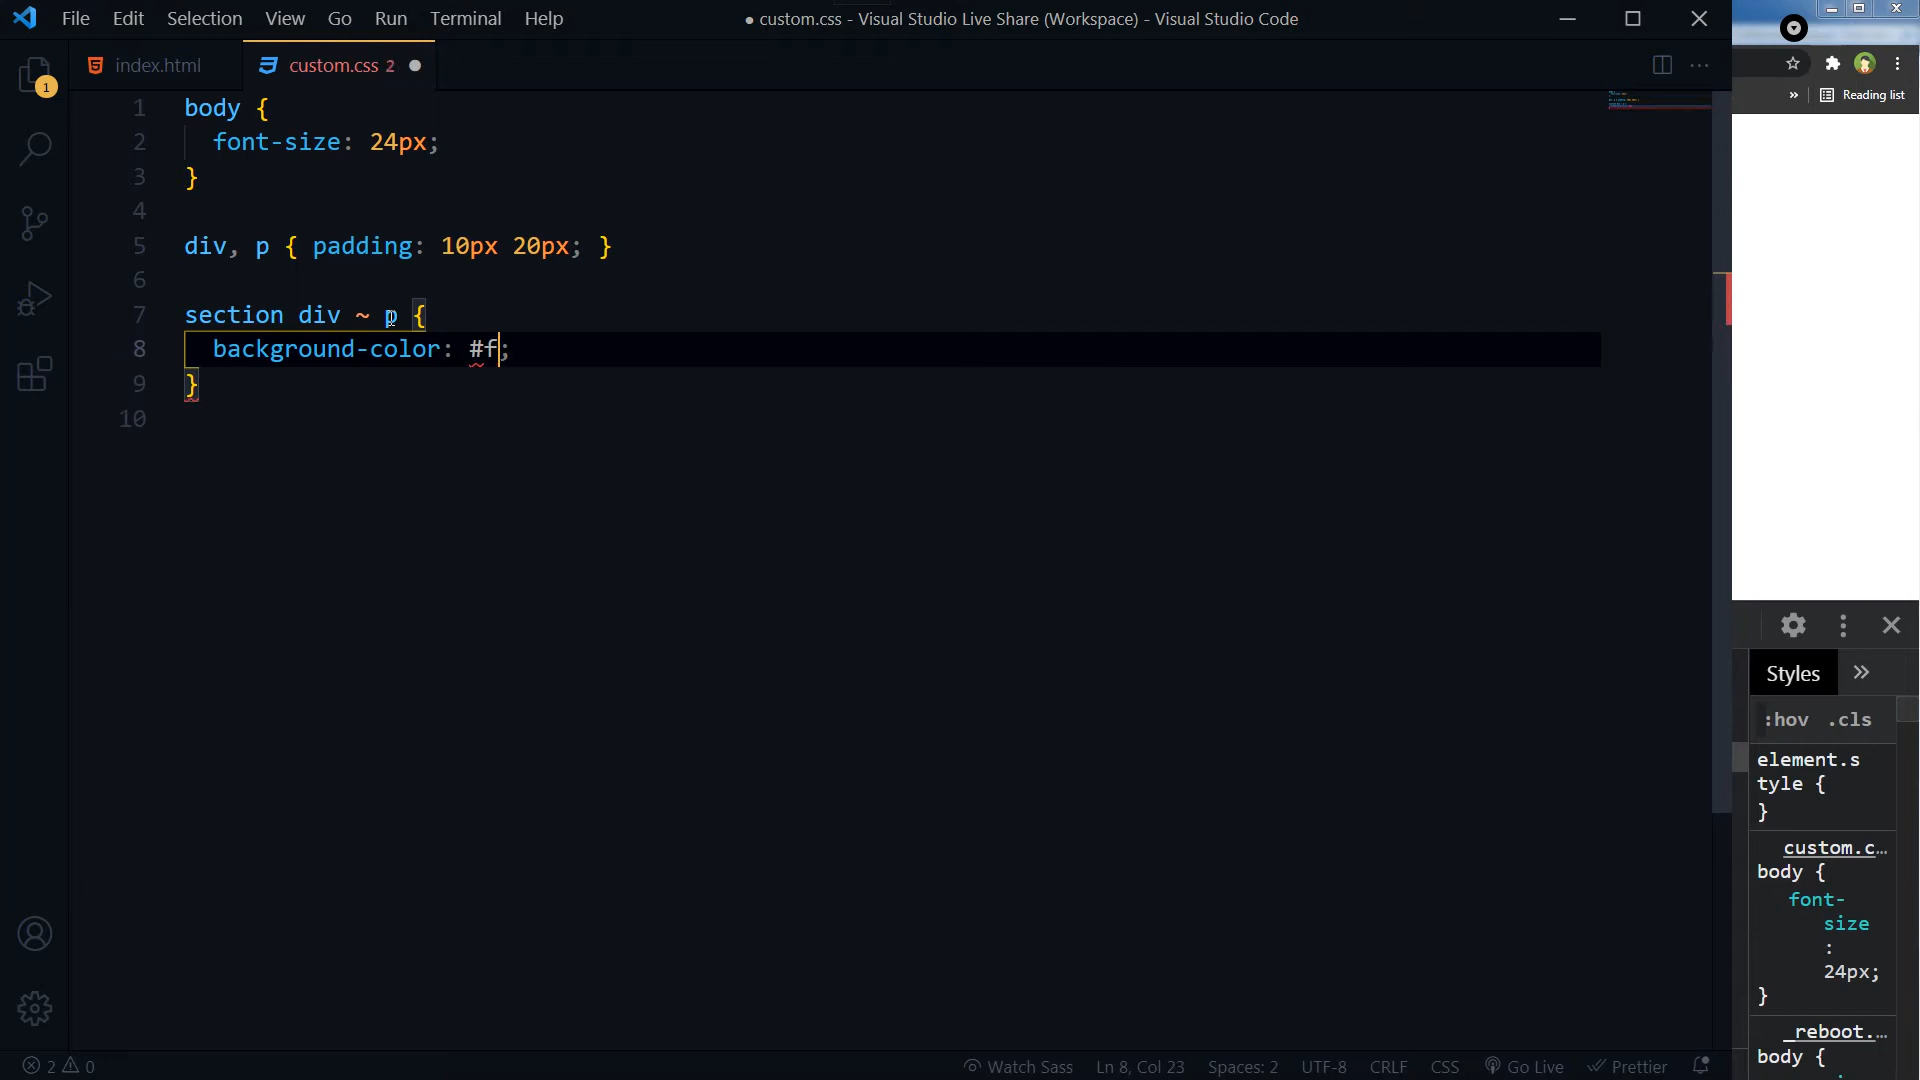 File Edit Selection View Go Run Terminal Help
● custom.css - Visual Studio Live Share (Workspace) - Visual Studio Code
index.html
custom.css 2
1 body {
2 font-size: 24px;
3 }
4
5 div, p { padding: 10px 20px; }
6
7 section div ~ p {
8 background-color: #f;
9 }
10
1
2 0
Watch Sass
Ln 8, Col 23
Spaces: 2
UTF-8
CRLF
CSS
Go Live
Prettier
» Reading list
Styles »
:hov .cls
element.s
tyle {
}
custom.c…
body {
font-
size
:
24px;
}
_reboot.…
body {